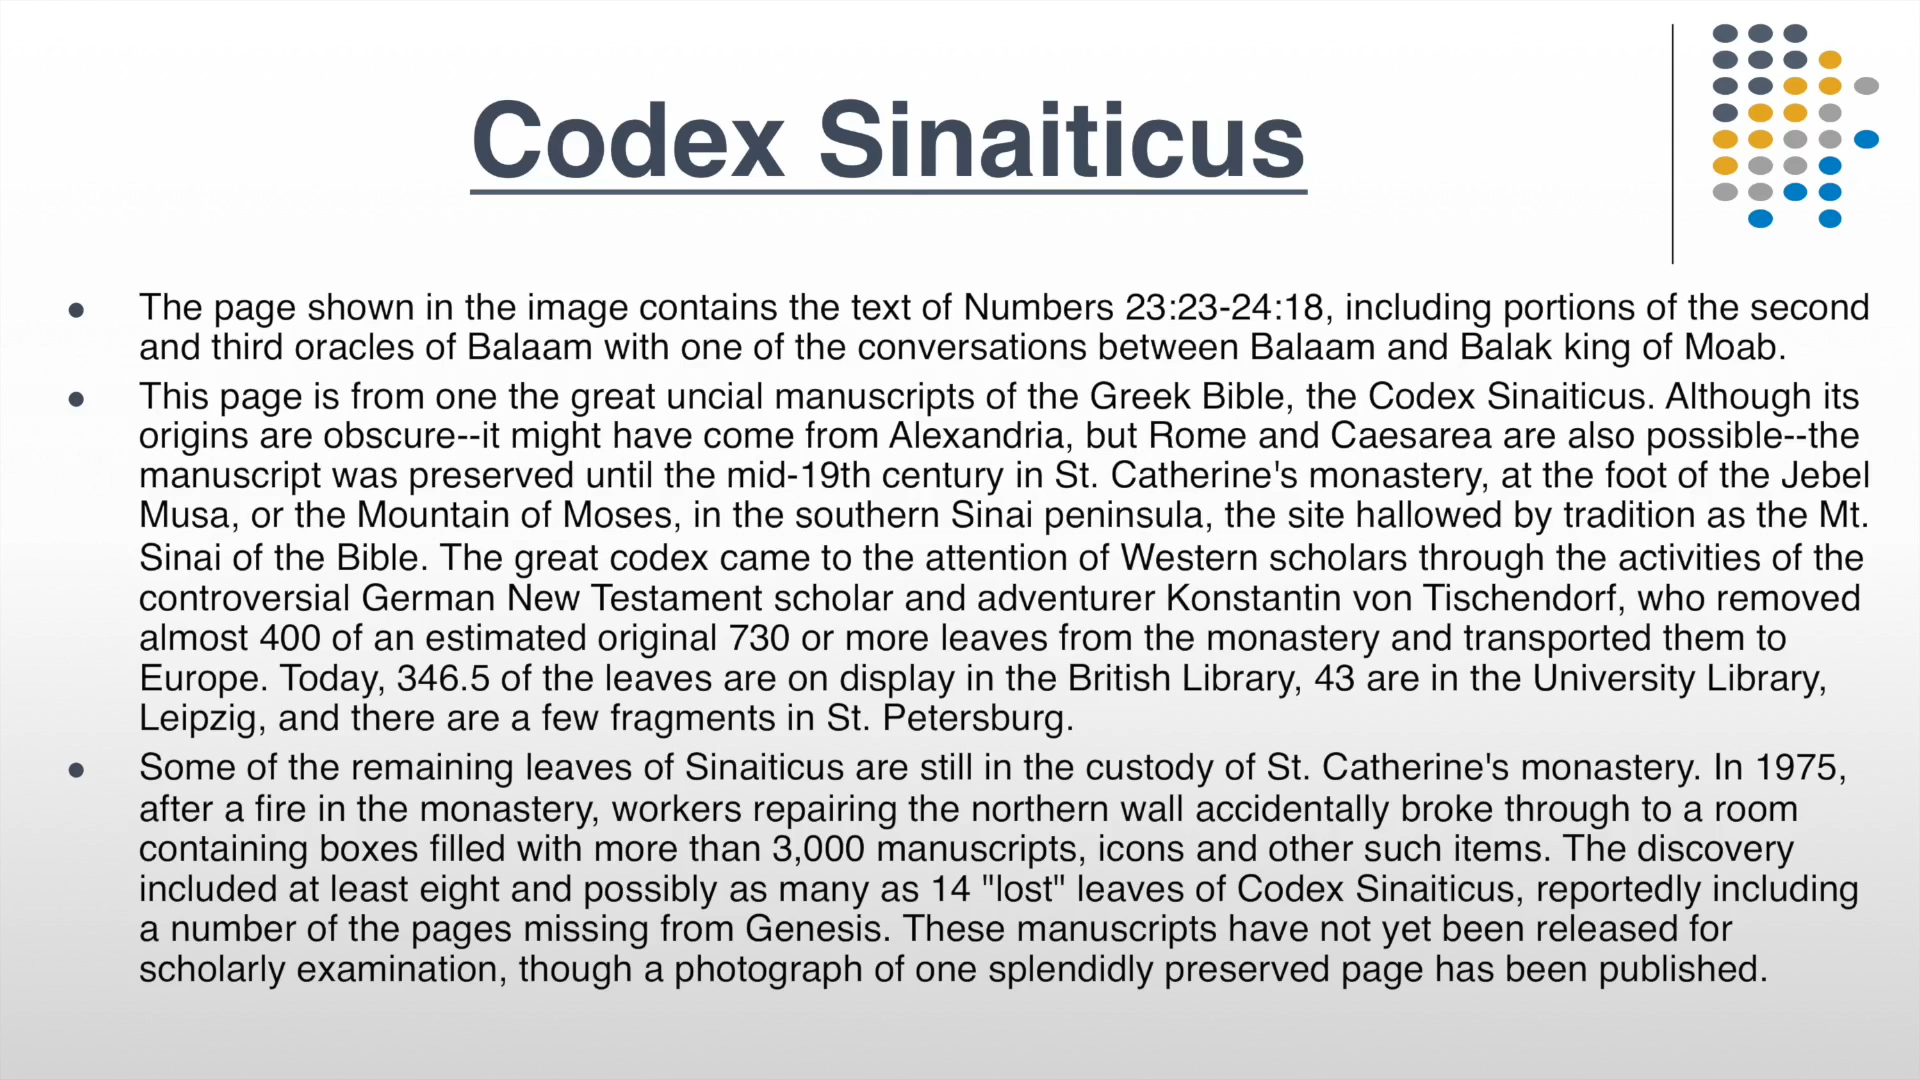 Codex Sinaiticus
● The page shown in the image contains the text of Numbers 23:23-24:18, including portions of the second
and third oracles of Balaam with one of the conversations between Balaam and Balak king of Moab.
● This page is from one the great uncial manuscripts of the Greek Bible, the Codex Sinaiticus. Although its
origins are obscure--it might have come from Alexandria, but Rome and Caesarea are also possible--the
manuscript was preserved until the mid-19th century in St. Catherine's monastery, at the foot of the Jebel
Musa, or the Mountain of Moses, in the southern Sinai peninsula, the site hallowed by tradition as the Mt.
Sinai of the Bible. The great codex came to the attention of Western scholars through the activities of the
controversial German New Testament scholar and adventurer Konstantin von Tischendorf, who removed
almost 400 of an estimated original 730 or more leaves from the monastery and transported them to
Europe. Today, 346.5 of the leaves are on display in the British Library, 43 are in the University Library,
Leipzig, and there are a few fragments in St. Petersburg.
● Some of the remaining leaves of Sinaiticus are still in the custody of St. Catherine's monastery. In 1975,
after a fire in the monastery, workers repairing the northern wall accidentally broke through to a room
containing boxes filled with more than 3,000 manuscripts, icons and other such items. The discovery
included at least eight and possibly as many as 14 "lost" leaves of Codex Sinaiticus, reportedly including
a number of the pages missing from Genesis. These manuscripts have not yet been released for
scholarly examination, though a photograph of one splendidly preserved page has been published.